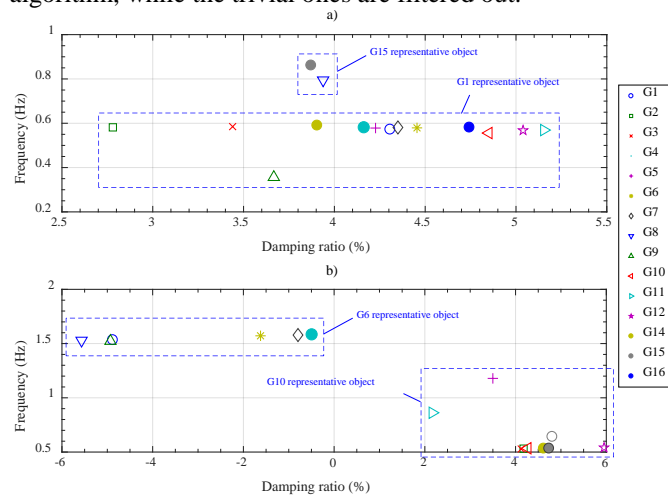 algorithm, while the trivial ones are filtered out.
a)
G15 representative object
G1 representative object
1
0.8
0.6
0.4
0.2
Frequency (Hz)
2.5 3 3.5 4 4.5 5 5.5
Damping ratio (%)
b)
G6 representative object
G10 representative object
2
1.5
1
0.5
Frequency (Hz)
-6 -4 -2 0 2 4 6
Damping ratio (%)
G1
G2
G3
G4
G5
G6
G7
G8
G9
G10
G11
G12
G14
G15
G16